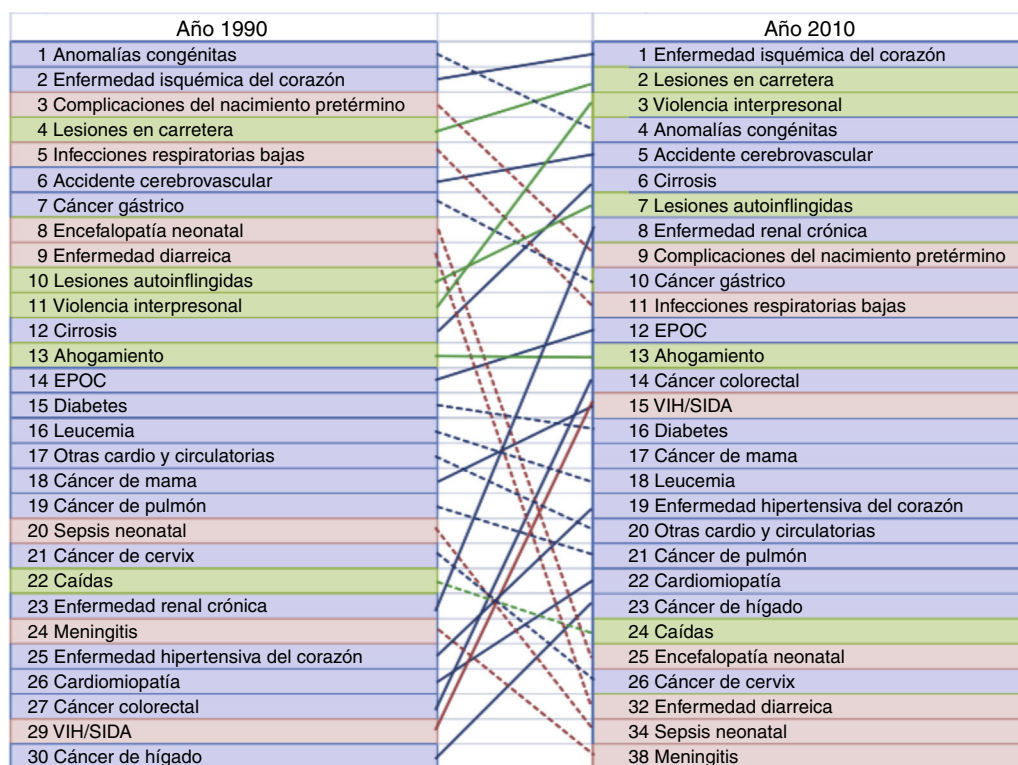 Año 1990
1 Anomalías congénitas
2 Enfermedad isquémica del corazón
3 Complicaciones del nacimiento pretérmino
4 Lesiones en carretera
5 Infecciones respiratorias bajas
6 Accidente cerebrovascular
7 Cáncer gástrico
8 Encefalopatía neonatal
9 Enfermedad diarreica
10 Lesiones autoinflingidas
11 Violencia interpresonal
12 Cirrosis
13 Ahogamiento
14 EPOC
15 Diabetes
16 Leucemia
17 Otras cardio y circulatorias
18 Cáncer de mama
19 Cáncer de pulmón
20 Sepsis neonatal
21 Cáncer de cervix
22 Caídas
23 Enfermedad renal crónica
24 Meningitis
25 Enfermedad hipertensiva del corazón
26 Cardiomiopatía
27 Cáncer colorectal
29 VIH/SIDA
30 Cáncer de hígado
Año 2010
1 Enfermedad isquémica del corazón
2 Lesiones en carretera
3 Violencia interpresonal
4 Anomalías congénitas
5 Accidente cerebrovascular
6 Cirrosis
7 Lesiones autoinflingidas
8 Enfermedad renal crónica
9 Complicaciones del nacimiento pretérmino
10 Cáncer gástrico
11 Infecciones respiratorias bajas
12 EPOC
13 Ahogamiento
14 Cáncer colorectal
15 VIH/SIDA
16 Diabetes
17 Cáncer de mama
18 Leucemia
19 Enfermedad hipertensiva del corazón
20 Otras cardio y circulatorias
21 Cáncer de pulmón
22 Cardiomiopatía
23 Cáncer de hígado
24 Caídas
25 Encefalopatía neonatal
26 Cáncer de cervix
32 Enfermedad diarreica
34 Sepsis neonatal
38 Meningitis